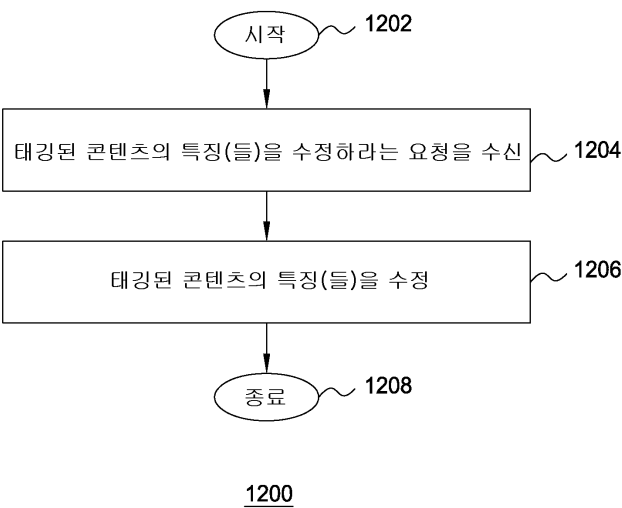 시작
1202
태깅된 콘텐츠의 특징(들)을 수정하라는 요청을 수신
1204
태깅된 콘텐츠의 특징(들)을 수정
1206
종료
1208
1200